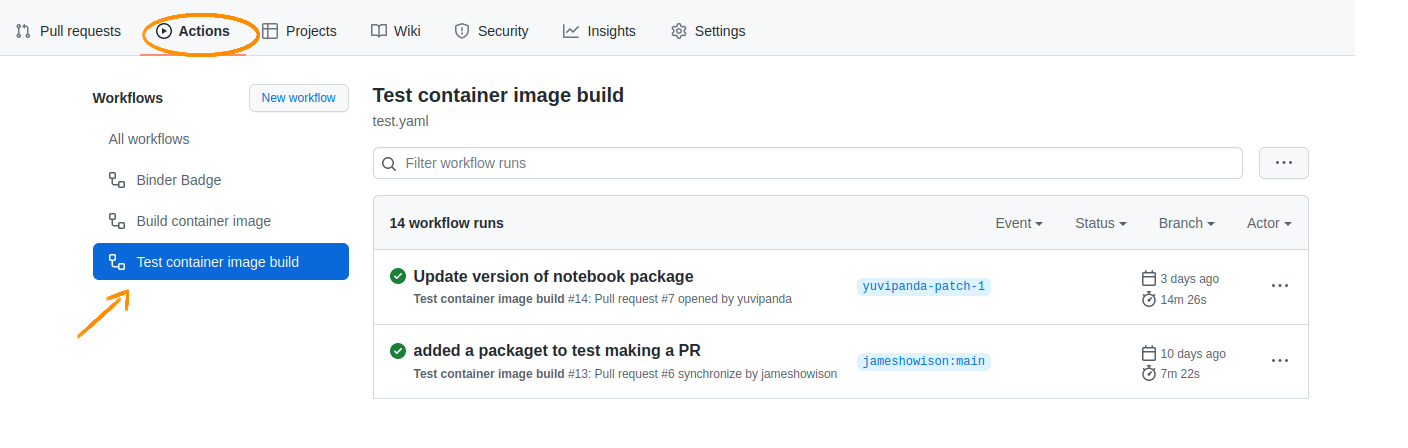 Pull requests Actions Projects Wiki Security Insights Settings
Workflows New workflow
All workflows
Binder Badge
Build container image
Test container image build
Test container image build
test.yaml
Filter workflow runs
14 workflow runs Event Status Branch Actor
Update version of notebook package
Test container image build #14: Pull request #7 opened by yuvipanda
yuvipanda-patch-1
3 days ago
14m 26s
added a packaget to test making a PR
Test container image build #13: Pull request #6 synchronize by jameshowison
jameshowison:main
10 days ago
7m 22s